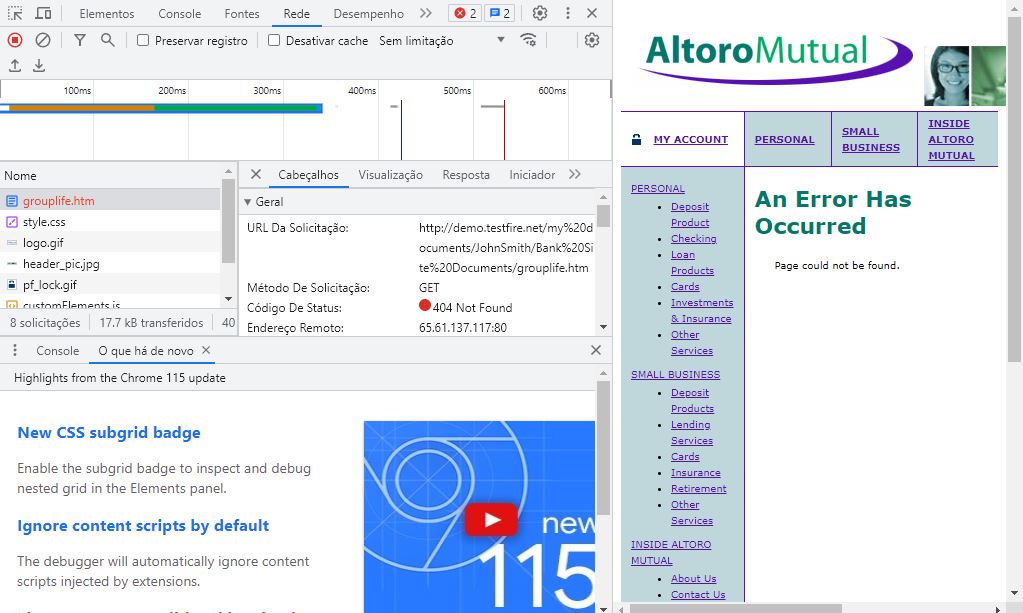 Elementos Console Fontes Rede Desempenho 2 2
Preservar registro Desativar cache Sem limitação
100ms 200ms 300ms 400ms 500ms 600ms
Nome
grouplife.htm
style.css
logo.gif
header_pic.jpg
pf_lock.gif
customElements.js
8 solicitações 17.7 kB transferidos 40
Cabeçalhos Visualização Resposta Iniciador
Geral
URL Da Solicitação: http://demo.testfire.net/my%20d
ocuments/JohnSmith/Bank%20Si
te%20Documents/grouplife.htm
Método De Solicitação: GET
Código De Status: 404 Not Found
Endereço Remoto: 65.61.137.117:80
Console O que há de novo
Highlights from the Chrome 115 update
New CSS subgrid badge
Enable the subgrid badge to inspect and debug
nested grid in the Elements panel.
Ignore content scripts by default
The debugger will automatically ignore content
scripts injected by extensions.
new
115
AltoroMutual
MY ACCOUNT
PERSONAL
SMALL
BUSINESS
INSIDE
ALTORO
MUTUAL
PERSONAL
Deposit
Product
Checking
Loan
Products
Cards
Investments
& Insurance
Other
Services
SMALL BUSINESS
Deposit
Products
Lending
Services
Cards
Insurance
Retirement
Other
Services
INSIDE ALTORO
MUTUAL
About Us
Contact Us
An Error Has
Occurred
Page could not be found.